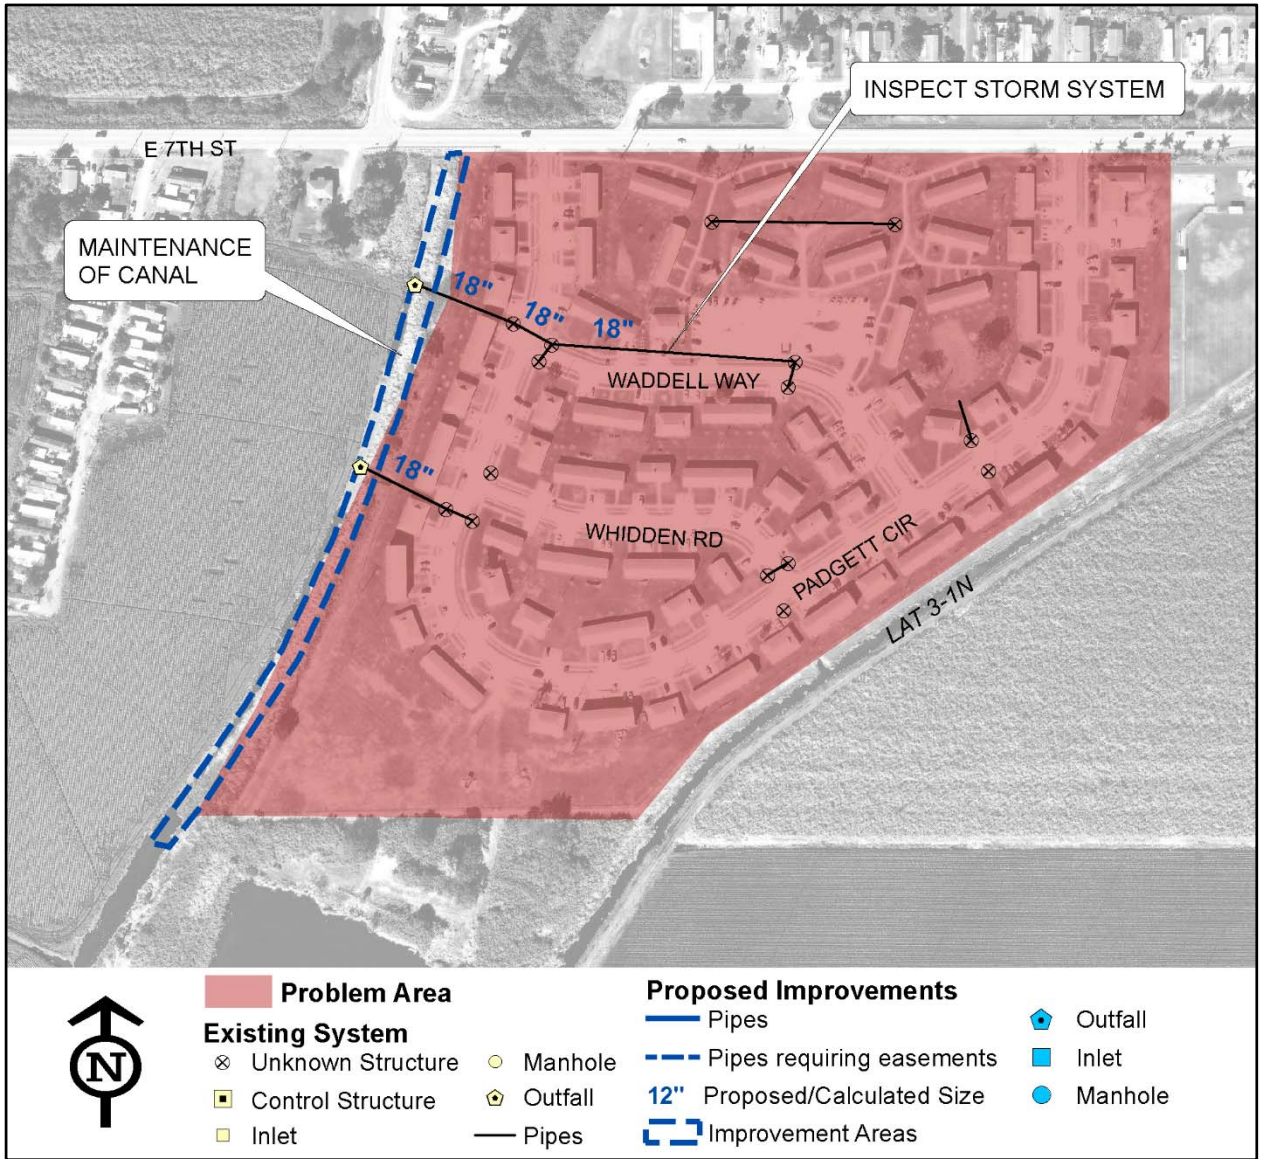 INSPECT STORM SYSTEM
E 7TH ST
MAINTENANCE
OF CANAL
18"
18"
18"
WADDELL WAY
18"
WHIDDEN RD
PADGETT CIR
LAT 3-1N
N
Problem Area
Existing System
Unknown Structure
Manhole
Control Structure
Outfall
Inlet
Pipes
Proposed Improvements
Pipes
Outfall
Pipes requiring easements
Inlet
12" Proposed/Calculated Size
Manhole
Improvement Areas